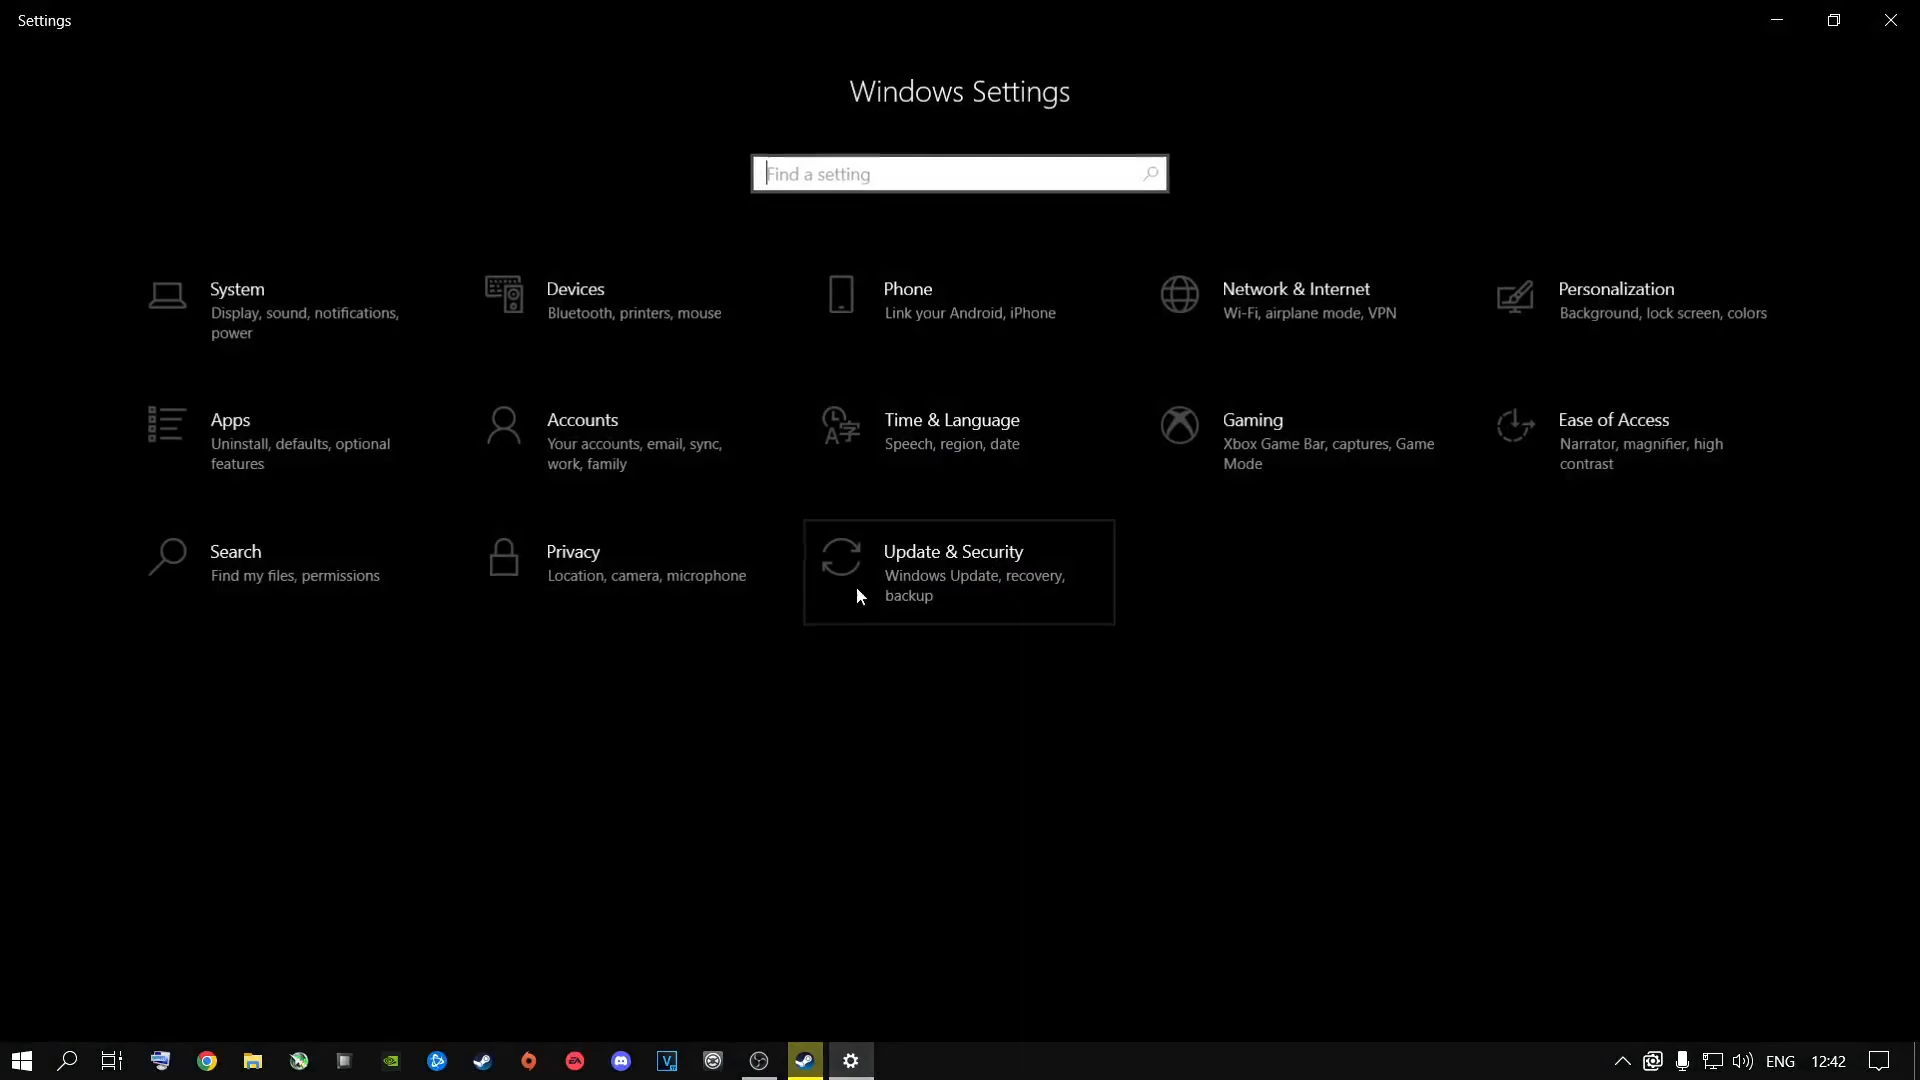 Settings
Windows Settings
Find a setting
System
Display, sound, notifications,
power
Devices
Bluetooth, printers, mouse
Phone
Link your Android, iPhone
Network & Internet
Wi-Fi, airplane mode, VPN
Personalization
Background, lock screen, colors
Apps
Uninstall, defaults, optional
features
Accounts
Your accounts, email, sync,
work, family
Time & Language
Speech, region, date
Gaming
Xbox Game Bar, captures, Game
Mode
Ease of Access
Narrator, magnifier, high
contrast
Search
Find my files, permissions
Privacy
Location, camera, microphone
Update & Security
Windows Update, recovery,
backup
ENG
12:42